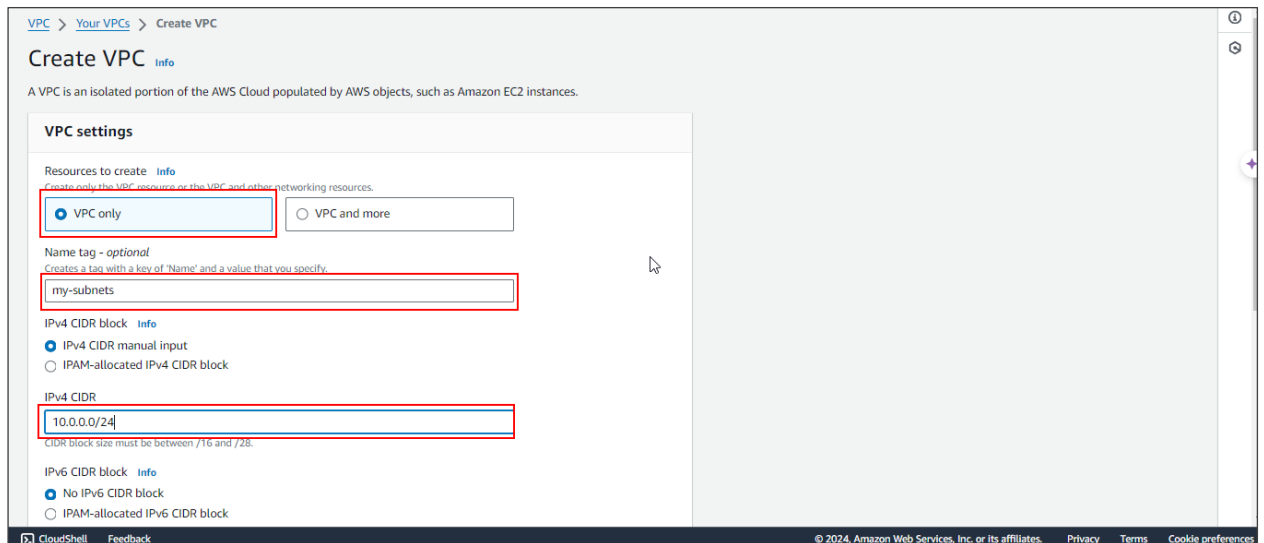 VPC > Your VPCs > Create VPC
Create VPC Info
A VPC is an isolated portion of the AWS Cloud populated by AWS objects, such as Amazon EC2 instances.
VPC settings
Resources to create Info
Create only the VPC resource or the VPC and other networking resources.
VPC only VPC and more
Name tag - optional
Creates a tag with a key of 'Name' and a value that you specify.
my-subnets
IPv4 CIDR block Info
IPv4 CIDR manual input
IPAM-allocated IPv4 CIDR block
IPv4 CIDR
10.0.0.0/24
CIDR block size must be between /16 and /28.
IPv6 CIDR block Info
No IPv6 CIDR block
IPAM-allocated IPv6 CIDR block
CloudShell Feedback © 2024, Amazon Web Services, Inc. or its affiliates. Privacy Terms Cookie preferences